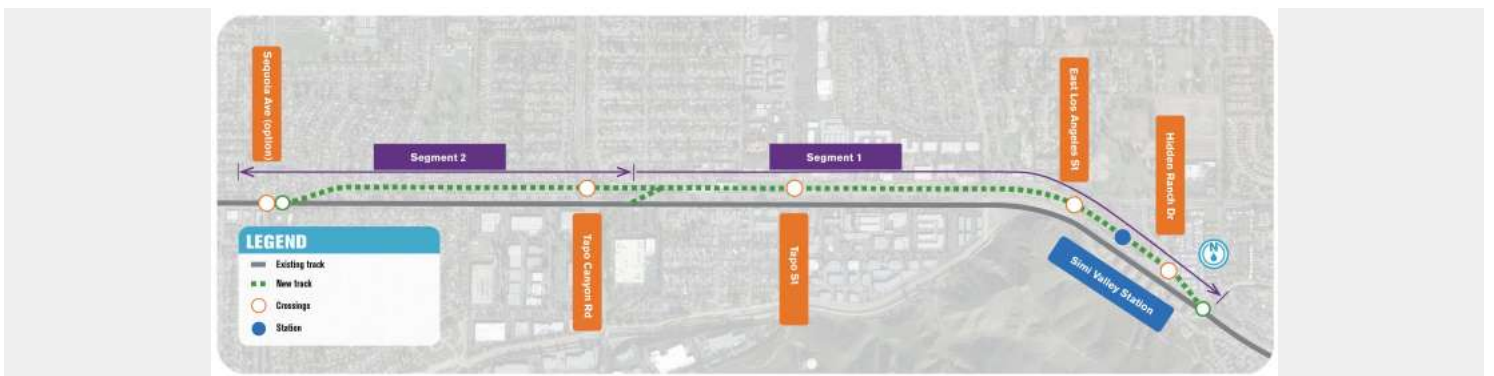 Sequoia Ave (option)
East Los Angeles St
Hidden Ranch Dr
Segment 2
Segment 1
N
LEGEND
Existing track
New track
Crossings
Station
Tapo Canyon Rd
Tapo St
Simi Valley Station